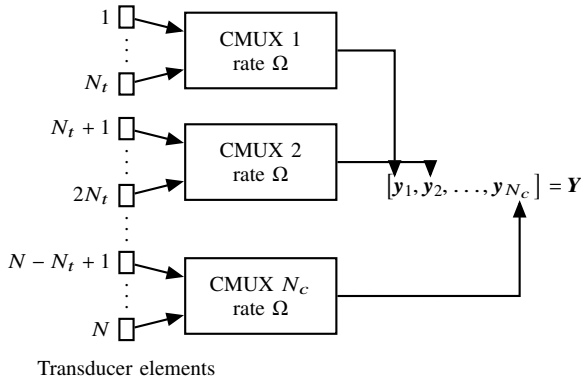 1
CMUX 1
rate Ω
N_t
N_t + 1
CMUX 2
rate Ω
[y_1, y_2, . . . , y_{N_c}] = Y
2N_t
N − N_t + 1
CMUX N_c
rate Ω
N
Transducer elements